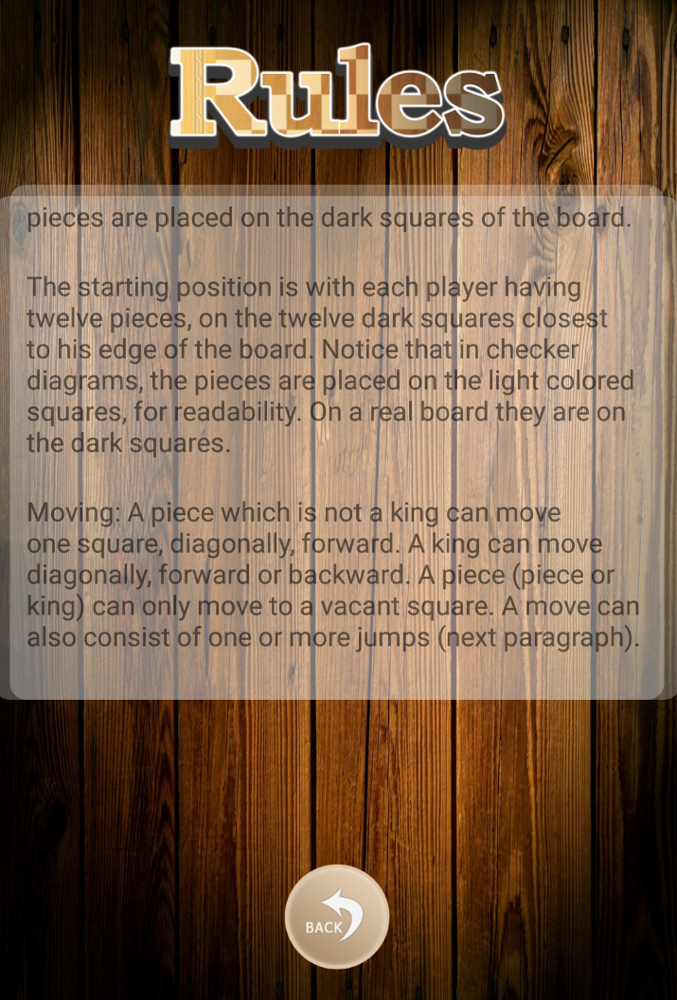 Rules
pieces are placed on the dark squares of the board.
The starting position is with each player having
twelve pieces, on the twelve dark squares closest
to his edge of the board. Notice that in checker
diagrams, the pieces are placed on the light colored
squares, for readability. On a real board they are on
the dark squares.
Moving: A piece which is not a king can move
one square, diagonally, forward. A king can move
diagonally, forward or backward. A piece (piece or
king) can only move to a vacant square. A move can
also consist of one or more jumps (next paragraph).
BACK